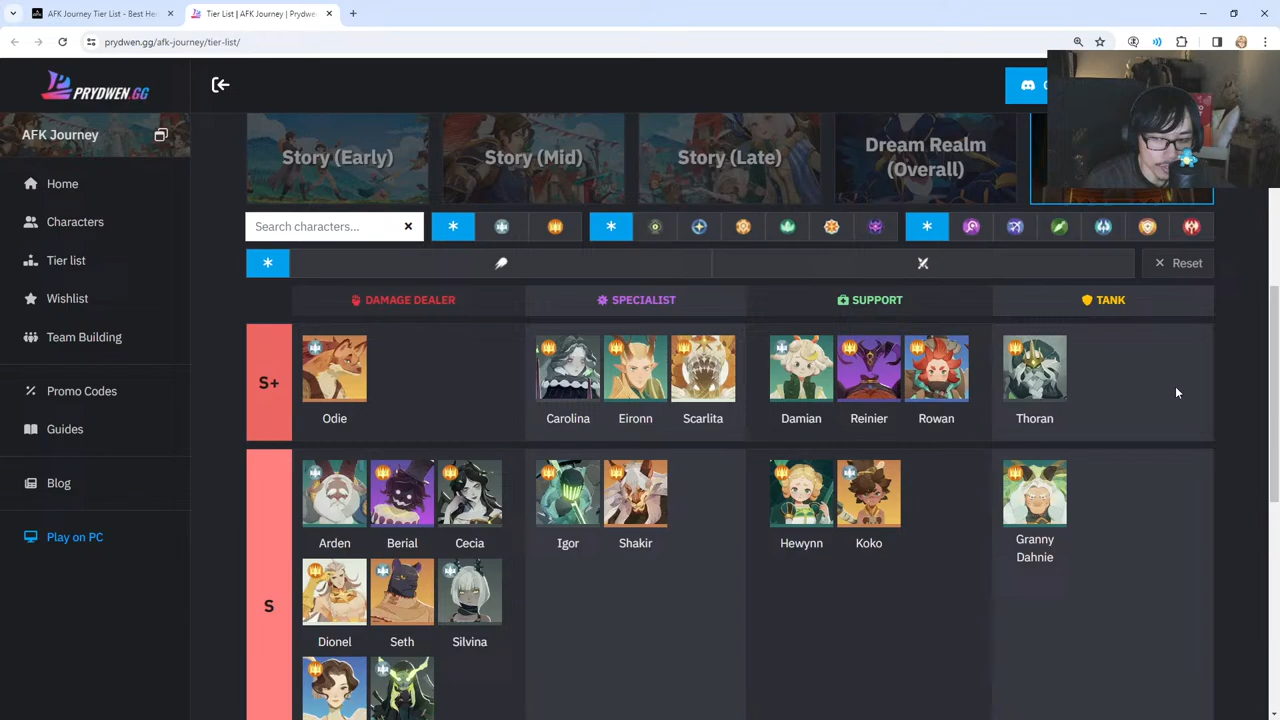 AFK Journey Tier List - Best He
Tier List | AFK Journey | Prydwe
prydwen.gg/afk-journey/tier-list/
PRYDWEN.GG
AFK Journey
Home
Characters
Tier list
Wishlist
Team Building
Promo Codes
Guides
Blog
Play on PC
Story (Early)
Story (Mid)
Story (Late)
Dream Realm
(Overall)
Search characters...
Reset
DAMAGE DEALER
SPECIALIST
SUPPORT
TANK
S+
Odie
Carolina
Eironn
Scarlita
Damian
Reinier
Rowan
Thoran
S
Arden
Berial
Cecia
Igor
Shakir
Hewynn
Koko
Granny
Dahnie
Dionel
Seth
Silvina